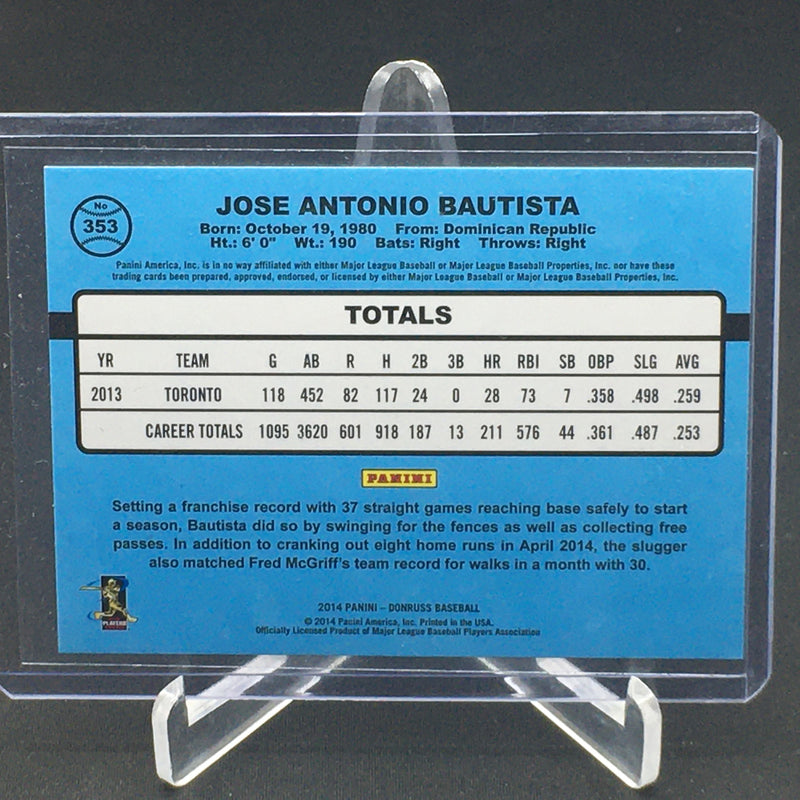 No
353
JOSE ANTONIO BAUTISTA
Born: October 19, 1980 From: Dominican Republic
Ht.: 6' 0" Wt.: 190 Bats: Right Throws: Right
Panini America, Inc. is in no way affiliated with either Major League Baseball or Major League Baseball Properties, Inc. nor have these
trading cards been prepared, approved, endorsed, or licensed by either Major League Baseball or Major League Baseball Properties, Inc.
TOTALS
YR TEAM G AB R H 2B 3B HR RBI SB OBP SLG AVG
2013 TORONTO 118 452 82 117 24 0 28 73 7 .358 .498 .259
CAREER TOTALS 1095 3620 601 918 187 13 211 576 44 .361 .487 .253
PANINI
Setting a franchise record with 37 straight games reaching base safely to start
a season, Bautista did so by swinging for the fences as well as collecting free
passes. In addition to cranking out eight home runs in April 2014, the slugger
also matched Fred McGriff's team record for walks in a month with 30.
PLAYERS
2014 PANINI – DONRUSS BASEBALL
© 2014 Panini America, Inc. Printed in the USA.
Officially Licensed Product of Major League Baseball Players Association